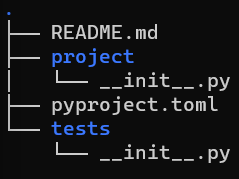 .
├── README.md
├── project
│   └── __init__.py
├── pyproject.toml
└── tests
    └── __init__.py